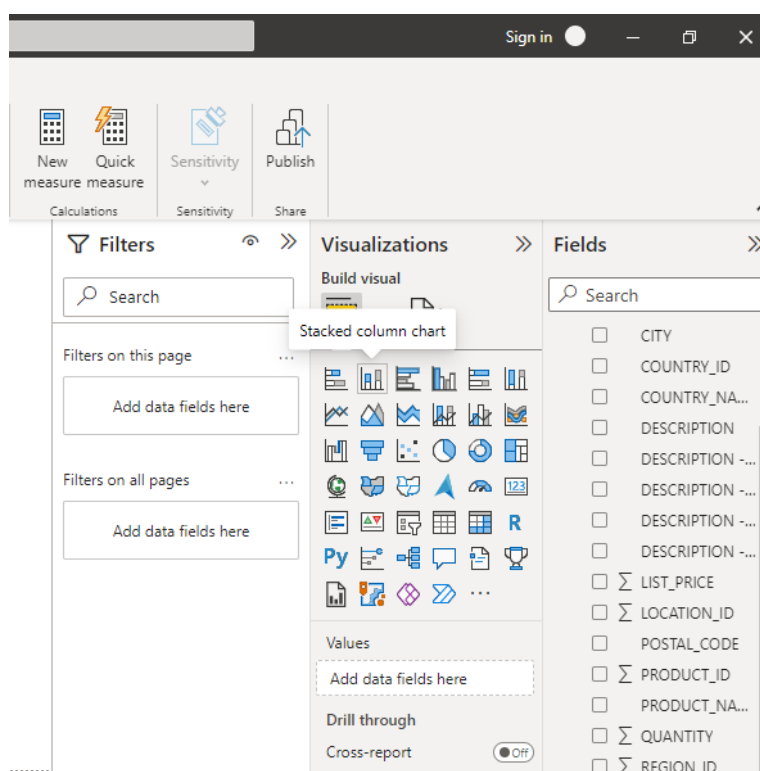 Sign in
New measure
Quick measure
Sensitivity
Publish
Calculations
Sensitivity
Share
Filters
Search
Filters on this page
...
Add data fields here
Filters on all pages
...
Add data fields here
Visualizations
Build visual
Stacked column chart
123
R
Py
...
Values
Add data fields here
Drill through
Cross-report
Off
Fields
Search
CITY
COUNTRY_ID
COUNTRY_NA...
DESCRIPTION
DESCRIPTION -...
DESCRIPTION -...
DESCRIPTION -...
DESCRIPTION -...
∑ LIST_PRICE
∑ LOCATION_ID
POSTAL_CODE
∑ PRODUCT_ID
PRODUCT_NA...
∑ QUANTITY
∑ REGION_ID